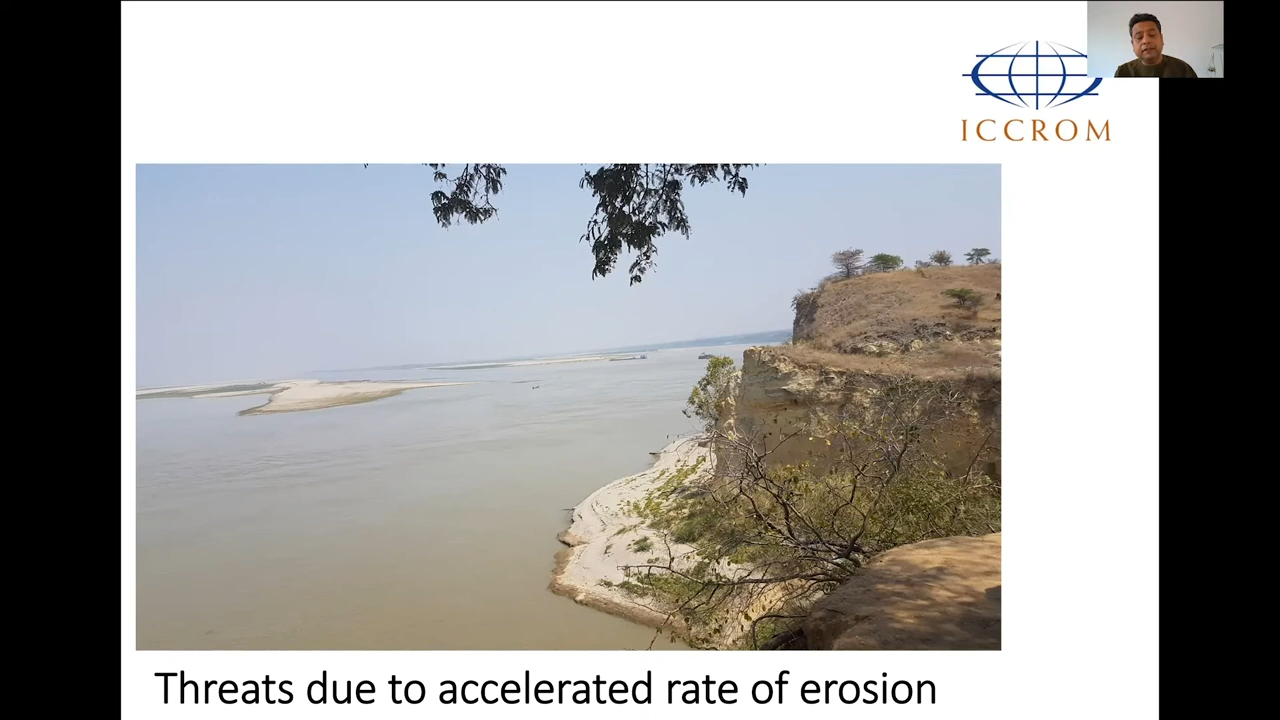 ICCROM
Threats due to accelerated rate of erosion